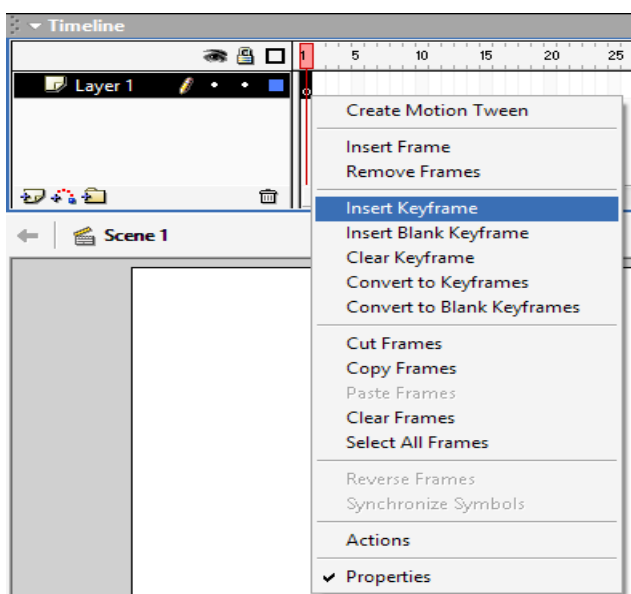 Timeline
1 5 10 15 20 25
Layer 1
Create Motion Tween
Insert Frame
Remove Frames
Insert Keyframe
Insert Blank Keyframe
Scene 1
Clear Keyframe
Convert to Keyframes
Convert to Blank Keyframes
Cut Frames
Copy Frames
Paste Frames
Clear Frames
Select All Frames
Reverse Frames
Synchronize Symbols
Actions
Properties